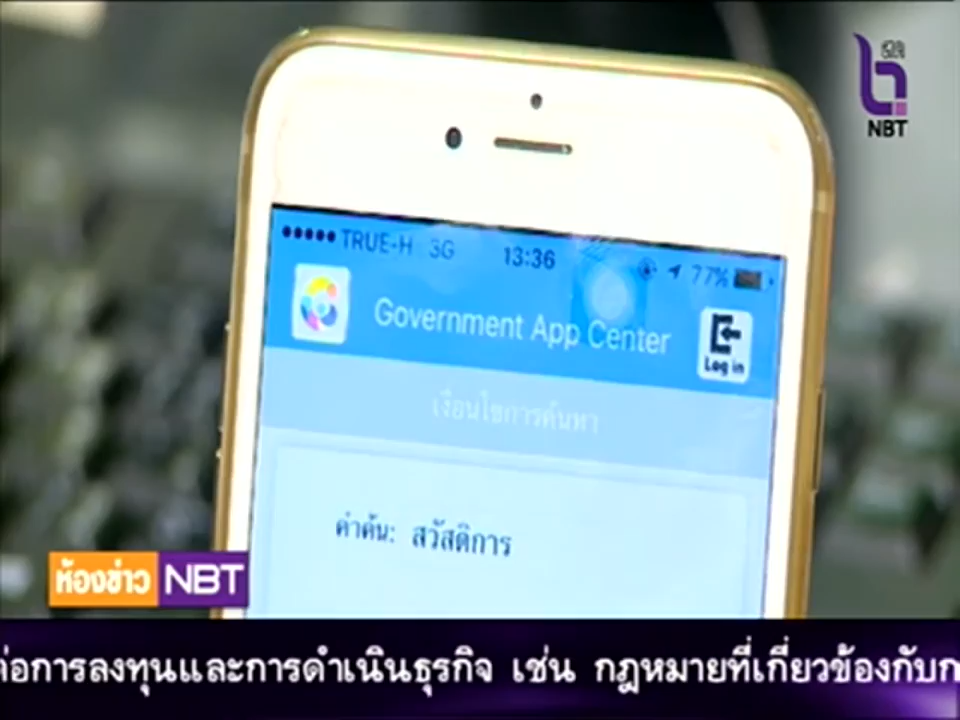 สด
NBT
TRUE-H 3G 13:36 77%
Government App Center
Log in
เงื่อนไขการค้นหา
คำค้น: สวัสดิการ
ห้องข่าว NBT
ต่อการลงทุนและการดำเนินธุรกิจ เช่น กฎหมายที่เกี่ยวข้องกับก